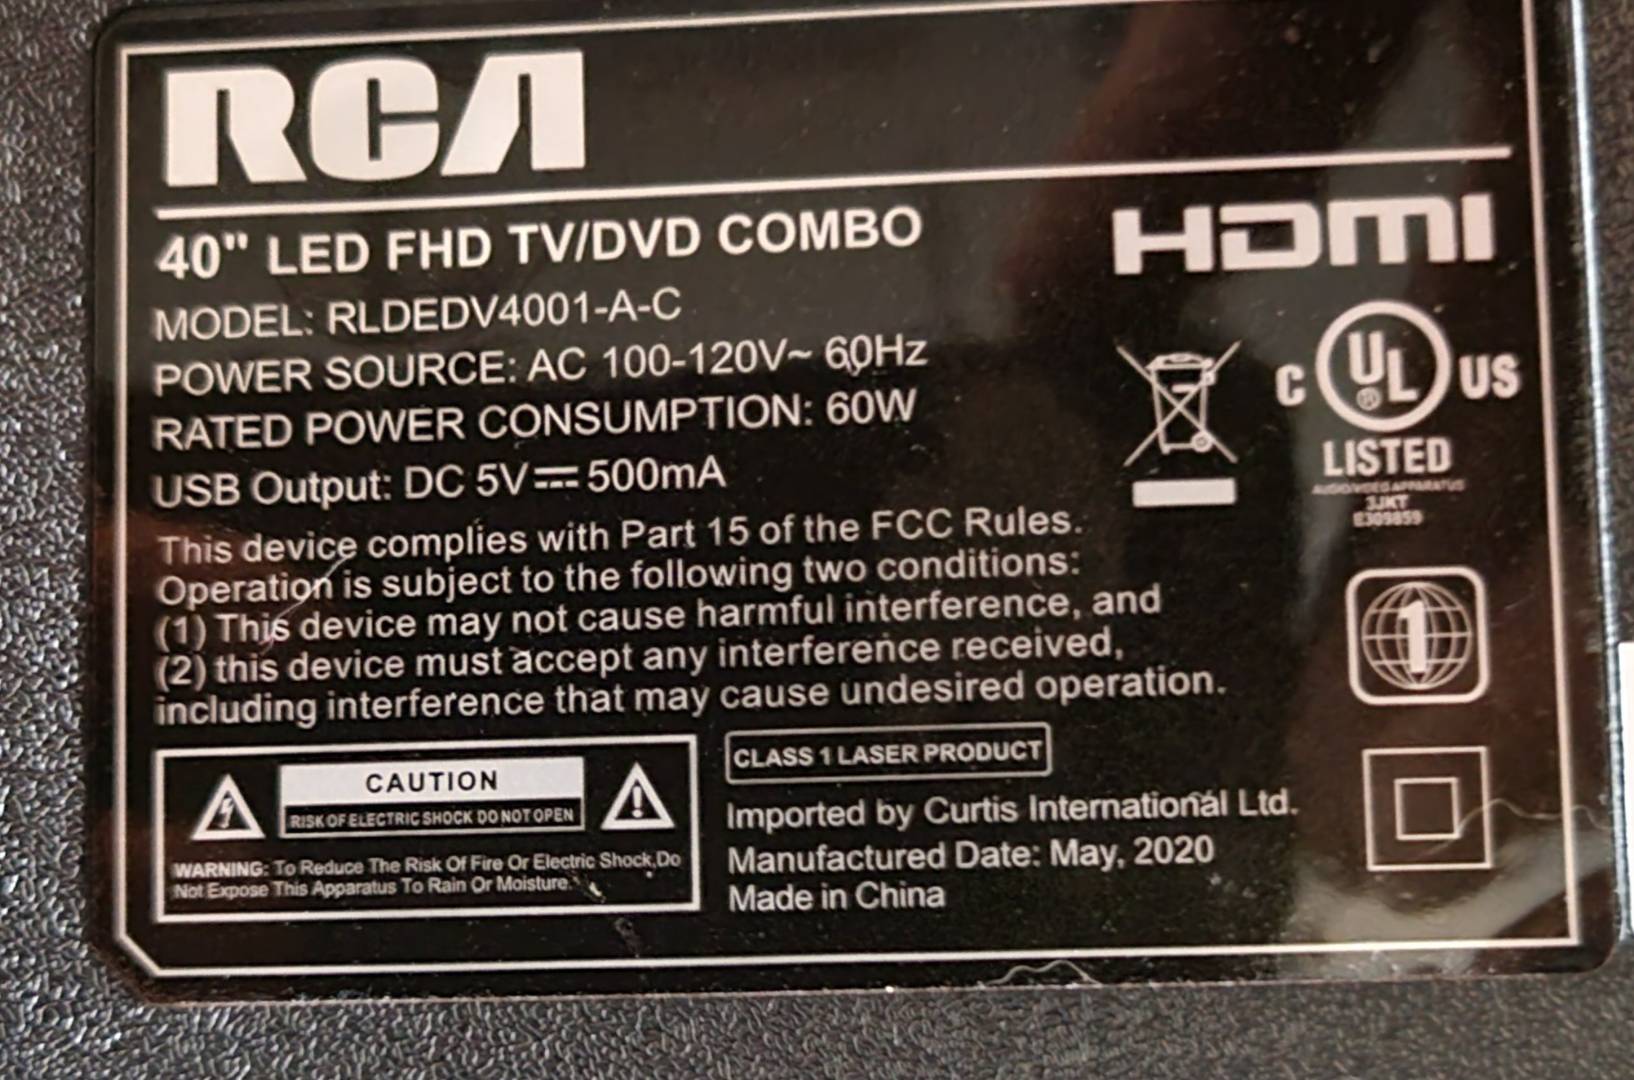 RCA
40" LED FHD TV/DVD COMBO
HDMI
MODEL: RLDEDV4001-A-C
POWER SOURCE: AC 100-120V~ 60Hz
RATED POWER CONSUMPTION: 60W
USB Output: DC 5V⎓500mA
C UL® US
LISTED
AUDIO/VIDEO APPARATUS
3JKT
E309859
This device complies with Part 15 of the FCC Rules.
Operation is subject to the following two conditions:
(1) This device may not cause harmful interference, and
(2) this device must accept any interference received,
including interference that may cause undesired operation.
1
CAUTION
RISK OF ELECTRIC SHOCK DO NOT OPEN
WARNING: To Reduce The Risk Of Fire Or Electric Shock,Do
Not Expose This Apparatus To Rain Or Moisture.
CLASS 1 LASER PRODUCT
Imported by Curtis International Ltd.
Manufactured Date: May, 2020
Made in China